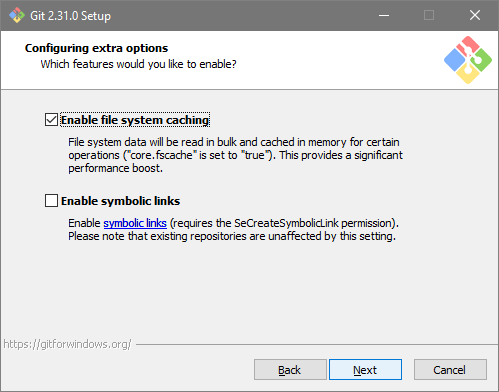 Git 2.31.0 Setup
Configuring extra options
Which features would you like to enable?
Enable file system caching
File system data will be read in bulk and cached in memory for certain
operations ("core.fscache" is set to "true"). This provides a significant
performance boost.
Enable symbolic links
Enable symbolic links (requires the SeCreateSymbolicLink permission).
Please note that existing repositories are unaffected by this setting.
https://gitforwindows.org/
Back Next Cancel